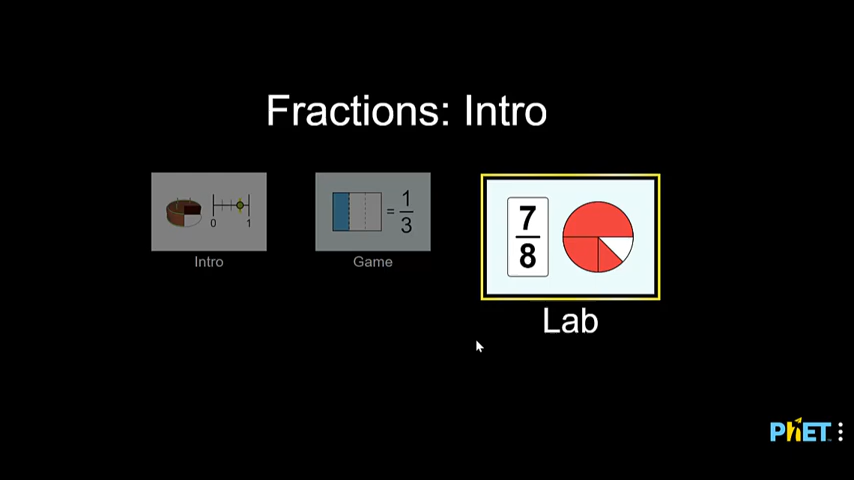 Fractions: Intro
0 1
Intro
= 1/3
Game
7/8
Lab
PhET